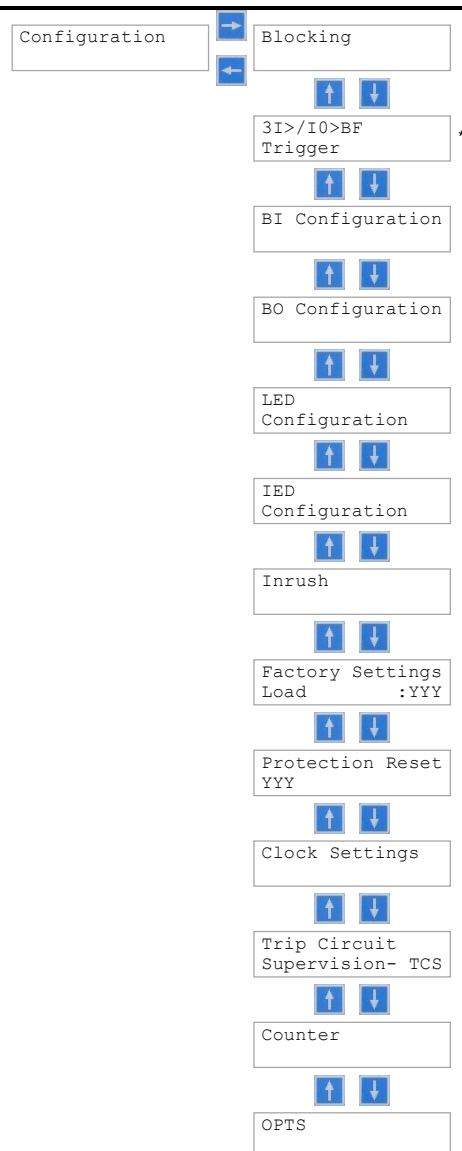 Configuration
Blocking
3I>/I0>BF
Trigger
*
BI Configuration
BO Configuration
LED
Configuration
IED
Configuration
Inrush
Factory Settings
Load :YYY
Protection Reset
YYY
Clock Settings
Trip Circuit
Supervision- TCS
Counter
OPTS